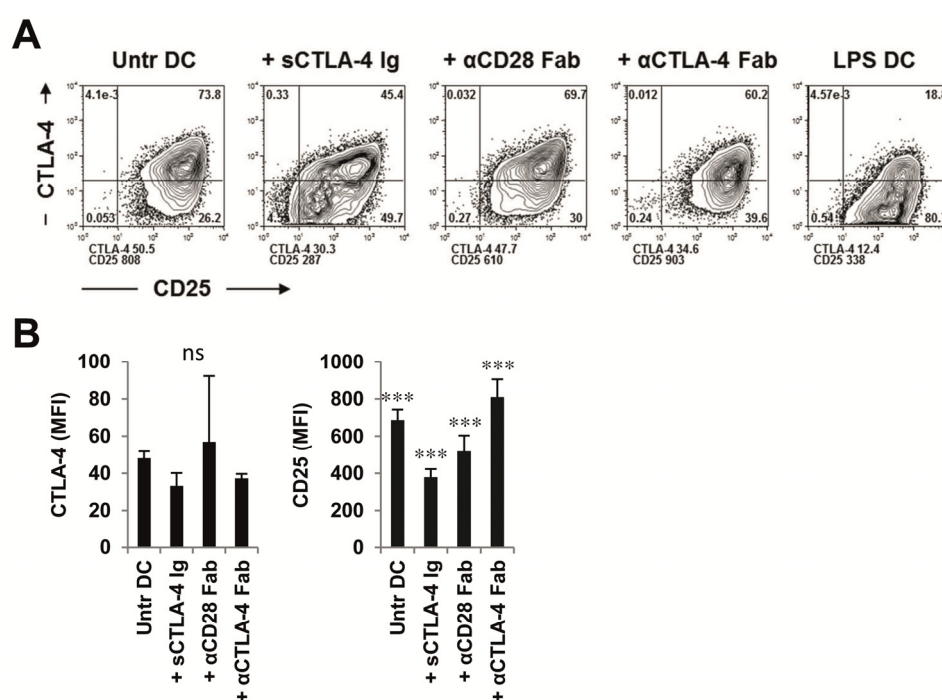 A
Untr DC
+ sCTLA-4 Ig
+ αCD28 Fab
+ αCTLA-4 Fab
LPS DC
CTLA-4
4.1e-3 73.8
0.053 26.2
CTLA-4 50.5
CD25 808
0.33 45.4
49.7
CTLA-4 30.3
CD25 287
0.032 69.7
0.27 30
CTLA-4 47.7
CD25 610
0.012 60.2
0.24 39.6
CTLA-4 34.6
CD25 903
4.57e-3 18.8
0.54 80.
CTLA-4 12.4
CD25 338
CD25
B
CTLA-4 (MFI)
100
80
60
40
20
0
ns
Untr DC
+ sCTLA-4 Ig
+ αCD28 Fab
+ αCTLA-4 Fab
CD25 (MFI)
1000
800
600
400
200
0
***
***
***
***
Untr DC
+ sCTLA-4 Ig
+ αCD28 Fab
+ αCTLA-4 Fab